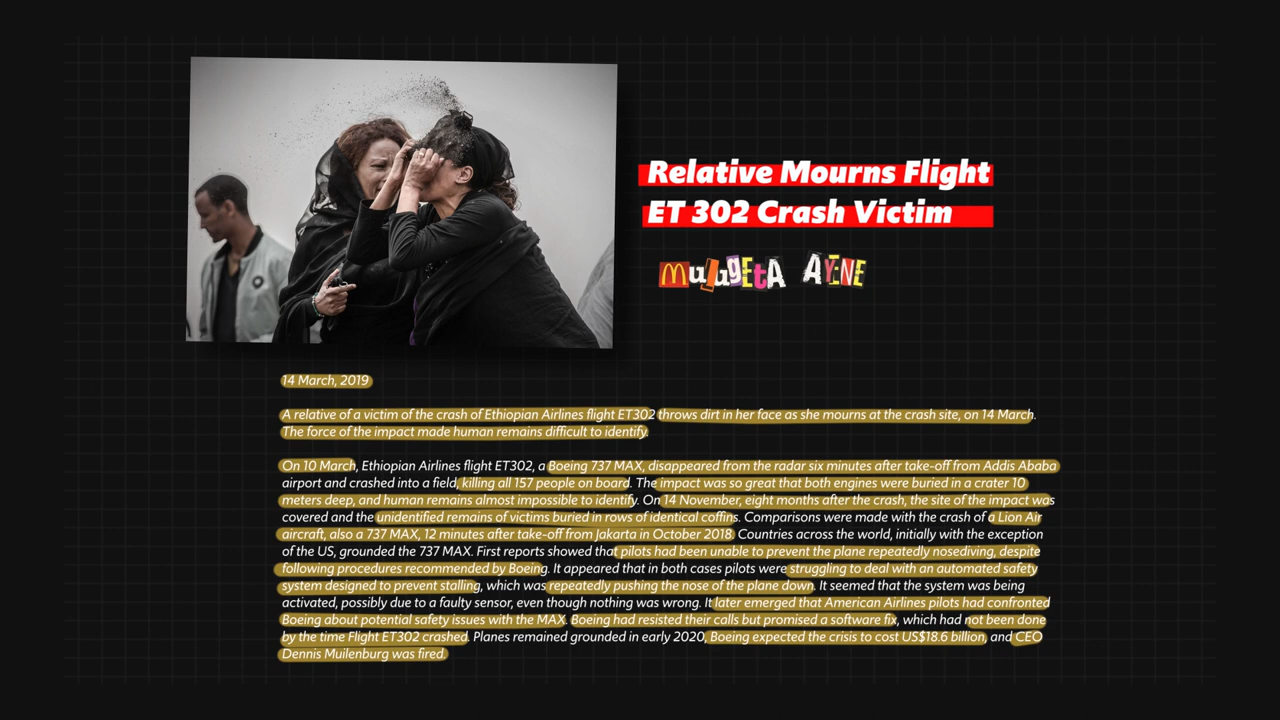 Relative Mourns Flight
ET 302 Crash Victim
MuLugEtA AYENE
14 March, 2019
A relative of a victim of the crash of Ethiopian Airlines flight ET302 throws dirt in her face as she mourns at the crash site, on 14 March.
The force of the impact made human remains difficult to identify.
On 10 March, Ethiopian Airlines flight ET302, a Boeing 737 MAX, disappeared from the radar six minutes after take-off from Addis Ababa
airport and crashed into a field, killing all 157 people on board. The impact was so great that both engines were buried in a crater 10
meters deep, and human remains almost impossible to identify. On 14 November, eight months after the crash, the site of the impact was
covered and the unidentified remains of victims buried in rows of identical coffins. Comparisons were made with the crash of a Lion Air
aircraft, also a 737 MAX, 12 minutes after take-off from Jakarta in October 2018. Countries across the world, initially with the exception
of the US, grounded the 737 MAX. First reports showed that pilots had been unable to prevent the plane repeatedly nosediving, despite
following procedures recommended by Boeing. It appeared that in both cases pilots were struggling to deal with an automated safety
system designed to prevent stalling, which was repeatedly pushing the nose of the plane down. It seemed that the system was being
activated, possibly due to a faulty sensor, even though nothing was wrong. It later emerged that American Airlines pilots had confronted
Boeing about potential safety issues with the MAX. Boeing had resisted their calls but promised a software fix, which had not been done
by the time Flight ET302 crashed. Planes remained grounded in early 2020, Boeing expected the crisis to cost US$18.6 billion, and CEO
Dennis Muilenburg was fired.